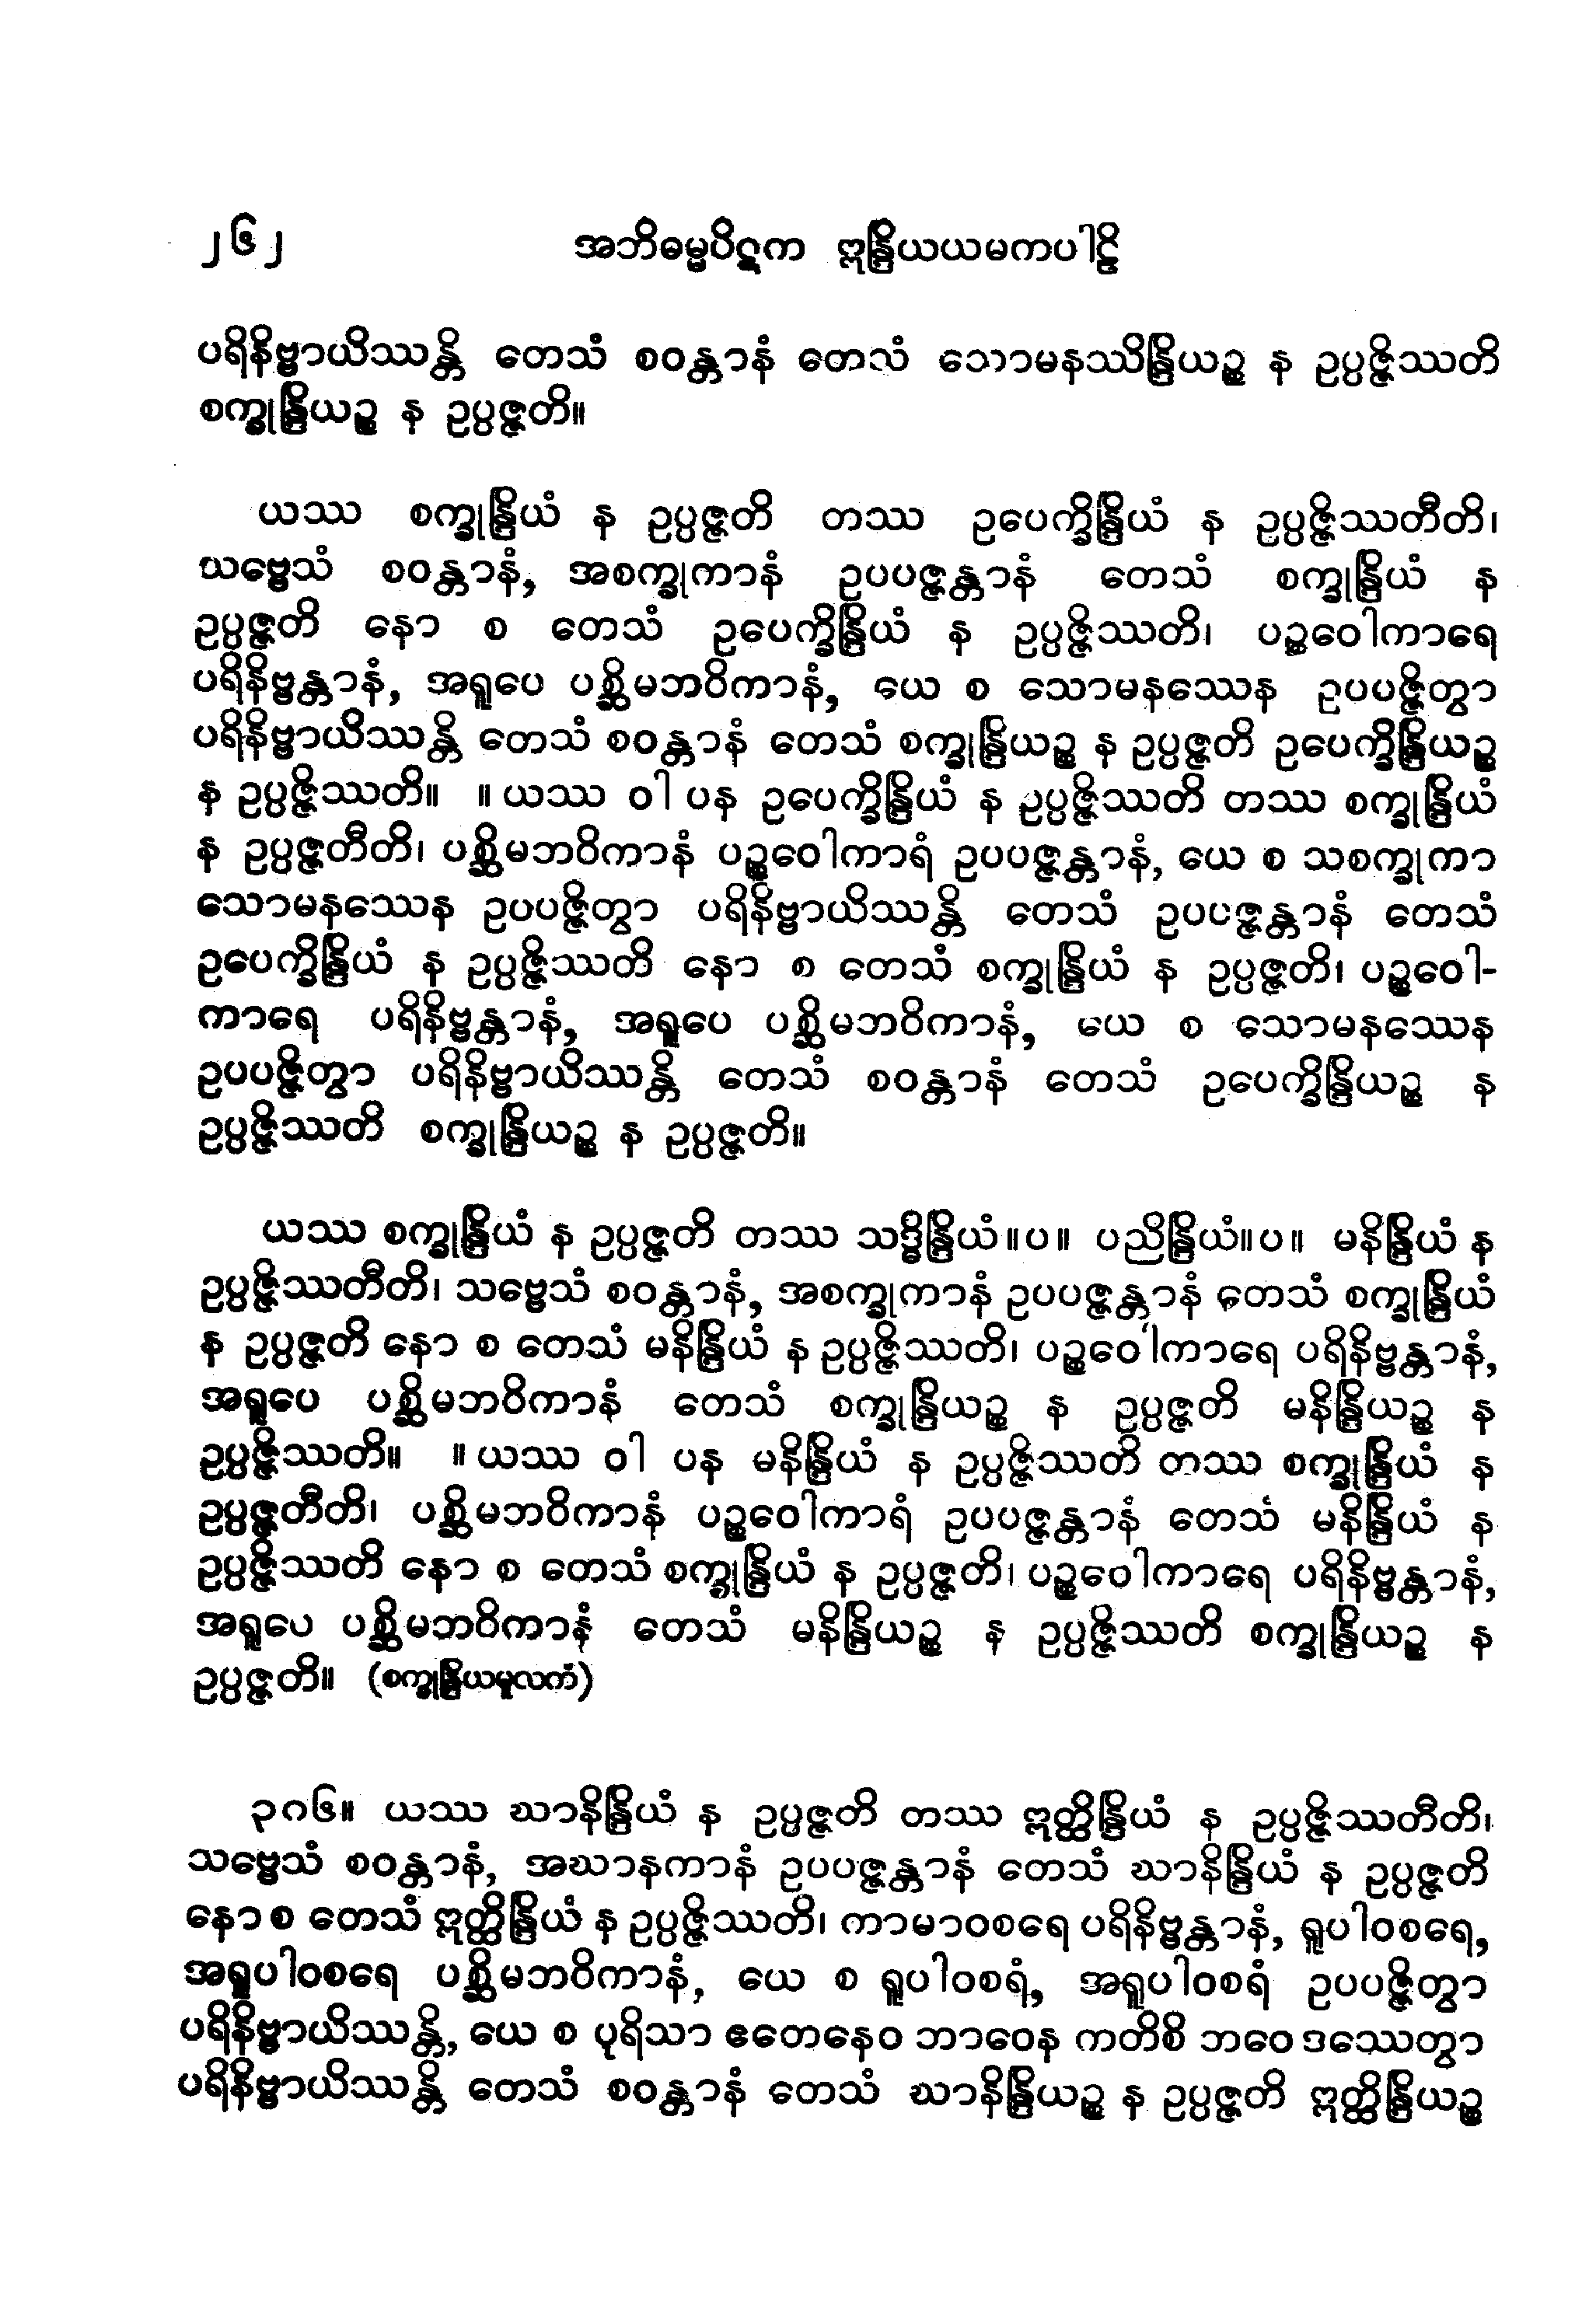 ၂၆၂ အဘိဓမ္မပိဋက ဣန္ဒြိယယမကပါဠိ
ပရိနိဗ္ဗာယိဿန္တိ တေသံ စဝန္တာနံ တေသံ သောမနဿိန္ဒြိယဉ္စ န ဥပ္ပဇ္ဇိဿတိ
စက္ခုန္ဒြိယဉ္စ န ဥပ္ပဇ္ဇတိ။
ယဿ စက္ခုန္ဒြိယံ န ဥပ္ပဇ္ဇတိ တဿ ဥပေက္ခိန္ဒြိယံ န ဥပ္ပဇ္ဇိဿတီတိ၊
သဗ္ဗေသံ စဝန္တာနံ, အစက္ခုကာနံ ဥပပဇ္ဇန္တာနံ တေသံ စက္ခုန္ဒြိယံ န
ဥပ္ပဇ္ဇတိ နော စ တေသံ ဥပေက္ခိန္ဒြိယံ န ဥပ္ပဇ္ဇိဿတိ၊ ပဉ္စဝေါကာရေ
ပရိနိဗ္ဗန္တာနံ, အရူပေ ပစ္ဆိမဘဝိကာနံ, ယေ စ သောမနဿေန ဥပပဇ္ဇိတွာ
ပရိနိဗ္ဗာယိဿန္တိ တေသံ စဝန္တာနံ တေသံ စက္ခုန္ဒြိယဉ္စ န ဥပ္ပဇ္ဇတိ ဥပေက္ခိန္ဒြိယဉ္စ
န ဥပ္ပဇ္ဇိဿတိ။ ။ ယဿ ဝါ ပန ဥပေက္ခိန္ဒြိယံ န ဥပ္ပဇ္ဇိဿတိ တဿ စက္ခုန္ဒြိယံ
န ဥပ္ပဇ္ဇတီတိ၊ ပစ္ဆိမဘဝိကာနံ ပဉ္စဝေါကာရံ ဥပပဇ္ဇန္တာနံ, ယေ စ သစက္ခုကာ
သောမနဿေန ဥပပဇ္ဇိတွာ ပရိနိဗ္ဗာယိဿန္တိ တေသံ ဥပပဇ္ဇန္တာနံ တေသံ
ဥပေက္ခိန္ဒြိယံ န ဥပ္ပဇ္ဇိဿတိ နော စ တေသံ စက္ခုန္ဒြိယံ န ဥပ္ပဇ္ဇတိ၊ ပဉ္စဝေါ-
ကာရေ ပရိနိဗ္ဗန္တာနံ, အရူပေ ပစ္ဆိမဘဝိကာနံ, ယေ စ သောမနဿေန
ဥပပဇ္ဇိတွာ ပရိနိဗ္ဗာယိဿန္တိ တေသံ စဝန္တာနံ တေသံ ဥပေက္ခိန္ဒြိယဉ္စ န
ဥပ္ပဇ္ဇိဿတိ စက္ခုန္ဒြိယဉ္စ န ဥပ္ပဇ္ဇတိ။
ယဿ စက္ခုန္ဒြိယံ န ဥပ္ပဇ္ဇတိ တဿ သဒ္ဓိန္ဒြိယံ။ပ။ ပညိန္ဒြိယံ။ပ။ မနိန္ဒြိယံ န
ဥပ္ပဇ္ဇိဿတီတိ၊ သဗ္ဗေသံ စဝန္တာနံ, အစက္ခုကာနံ ဥပပဇ္ဇန္တာနံ တေသံ စက္ခုန္ဒြိယံ
န ဥပ္ပဇ္ဇတိ နော စ တေသံ မနိန္ဒြိယံ န ဥပ္ပဇ္ဇိဿတိ၊ ပဉ္စဝေါကာရေ ပရိနိဗ္ဗန္တာနံ,
အရူပေ ပစ္ဆိမဘဝိကာနံ တေသံ စက္ခုန္ဒြိယဉ္စ န ဥပ္ပဇ္ဇတိ မနိန္ဒြိယဉ္စ န
ဥပ္ပဇ္ဇိဿတိ။ ။ ယဿ ဝါ ပန မနိန္ဒြိယံ န ဥပ္ပဇ္ဇိဿတိ တဿ စက္ခုန္ဒြိယံ န
ဥပ္ပဇ္ဇတီတိ၊ ပစ္ဆိမဘဝိကာနံ ပဉ္စဝေါကာရံ ဥပပဇ္ဇန္တာနံ တေသံ မနိန္ဒြိယံ န
ဥပ္ပဇ္ဇိဿတိ နော စ တေသံ စက္ခုန္ဒြိယံ န ဥပ္ပဇ္ဇတိ၊ ပဉ္စဝေါကာရေ ပရိနိဗ္ဗန္တာနံ,
အရူပေ ပစ္ဆိမဘဝိကာနံ တေသံ မနိန္ဒြိယဉ္စ န ဥပ္ပဇ္ဇိဿတိ စက္ခုန္ဒြိယဉ္စ န
ဥပ္ပဇ္ဇတိ။ (စက္ခုန္ဒြိယမူလကံ)
၃၈၆။ ယဿ ဃာနိန္ဒြိယံ န ဥပ္ပဇ္ဇတိ တဿ ဣတ္ထိန္ဒြိယံ န ဥပ္ပဇ္ဇိဿတီတိ၊
သဗ္ဗေသံ စဝန္တာနံ, အဃာနကာနံ ဥပပဇ္ဇန္တာနံ တေသံ ဃာနိန္ဒြိယံ န ဥပ္ပဇ္ဇတိ
နော စ တေသံ ဣတ္ထိန္ဒြိယံ န ဥပ္ပဇ္ဇိဿတိ၊ ကာမာဝစရေ ပရိနိဗ္ဗန္တာနံ, ရူပါဝစရေ,
အရူပါဝစရေ ပစ္ဆိမဘဝိကာနံ, ယေ စ ရူပါဝစရံ, အရူပါဝစရံ ဥပပဇ္ဇိတွာ
ပရိနိဗ္ဗာယိဿန္တိ, ယေ စ ပုရိသာ ဧတေနေဝ ဘာဝေန ကတိစိ ဘဝေ ဒဿေတွာ
ပရိနိဗ္ဗာယိဿန္တိ တေသံ စဝန္တာနံ တေသံ ဃာနိန္ဒြိယဉ္စ န ဥပ္ပဇ္ဇတိ ဣတ္ထိန္ဒြိယဉ္စ